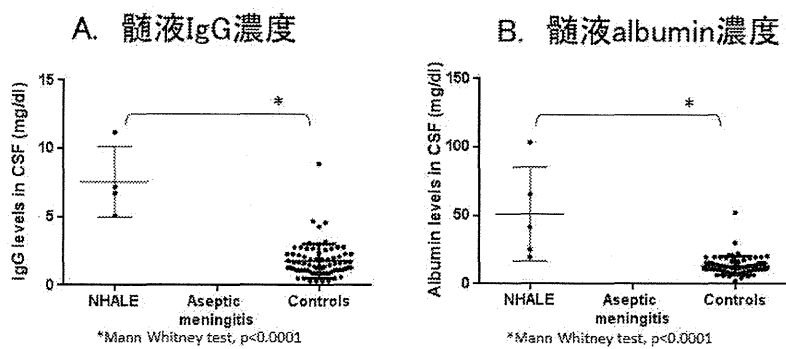 A. 髄液IgG濃度
IgG levels in CSF (mg/dl)
15
10
5
0
*
NHALE
Aseptic meningitis
Controls
*Mann Whitney test, p<0.0001
B. 髄液albumin濃度
Albumin levels in CSF (mg/dl)
150
100
50
0
*
NHALE
Aseptic meningitis
Controls
*Mann Whitney test, p<0.0001